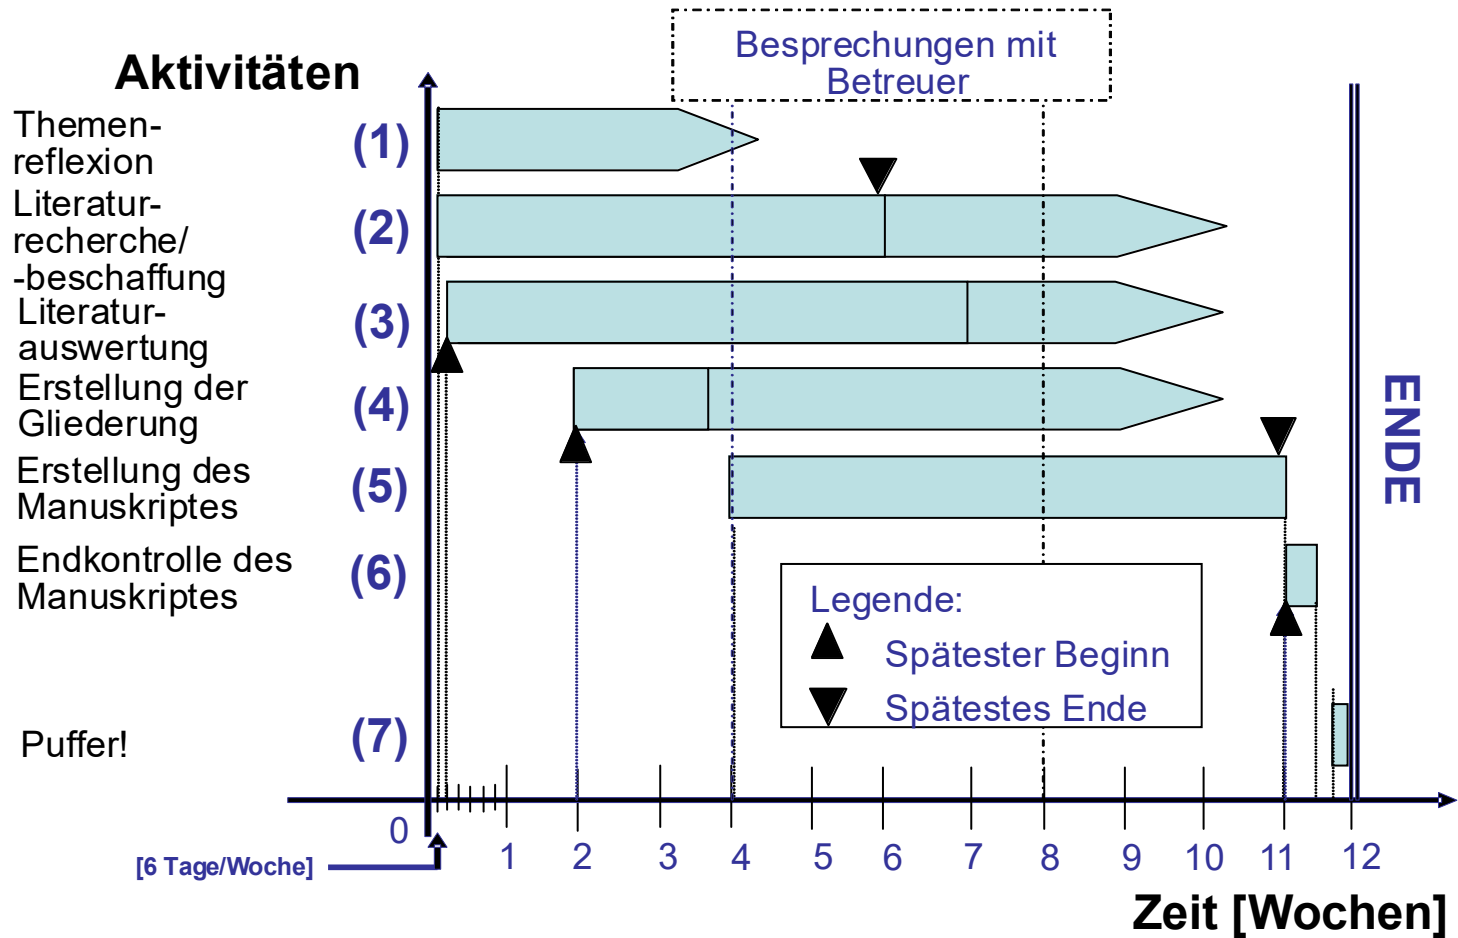 Besprechungen mit
Betreuer
Aktivitäten
Themen-
reflexion
(1)
Literatur-
recherche/
-beschaffung
(2)
Literatur-
auswertung
(3)
Erstellung der
Gliederung
(4)
Erstellung des
Manuskriptes
(5)
Endkontrolle des
Manuskriptes
(6)
Puffer!
(7)
ENDE
Legende:
Spätester Beginn
Spätestes Ende
0
1 2 3 4 5 6 7 8 9 10 11 12
[6 Tage/Woche]
Zeit [Wochen]